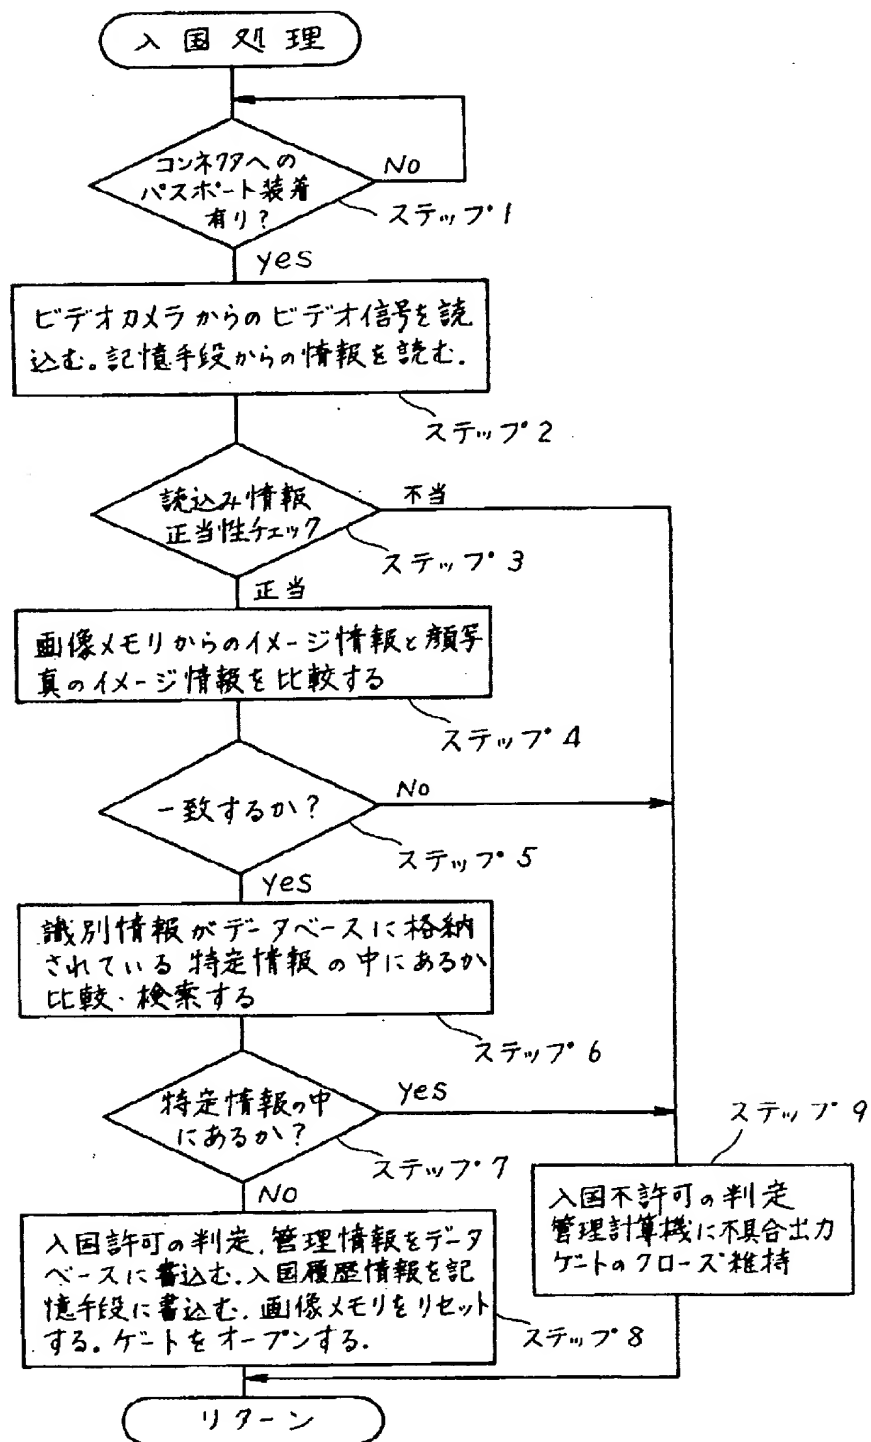 入国処理
コンネクタへの
パスポート装着
有り?
No
ステップ1
yes
ビデオカメラからのビデオ信号を読
込む。記憶手段からの情報を読む.
ステップ2
読込み情報
正当性チェック
不当
ステップ3
正当
画像メモリからのイメージ情報と顔写
真のイメージ情報を比較する
ステップ4
一致するか?
No
ステップ5
yes
識別情報がデータベースに格納
されている特定情報の中にあるか
比較・検索する
ステップ6
特定情報の中
にあるか?
yes
ステップ7
No
ステップ9
入国不許可の判定
管理計算機に不具合出力
ゲートのクローズ維持
入国許可の判定.管理情報をデータ
ベースに書込む.入国履歴情報を記
憶手段に書込む.画像メモリをリセット
する。ゲートをオープンする.
ステップ8
リターン